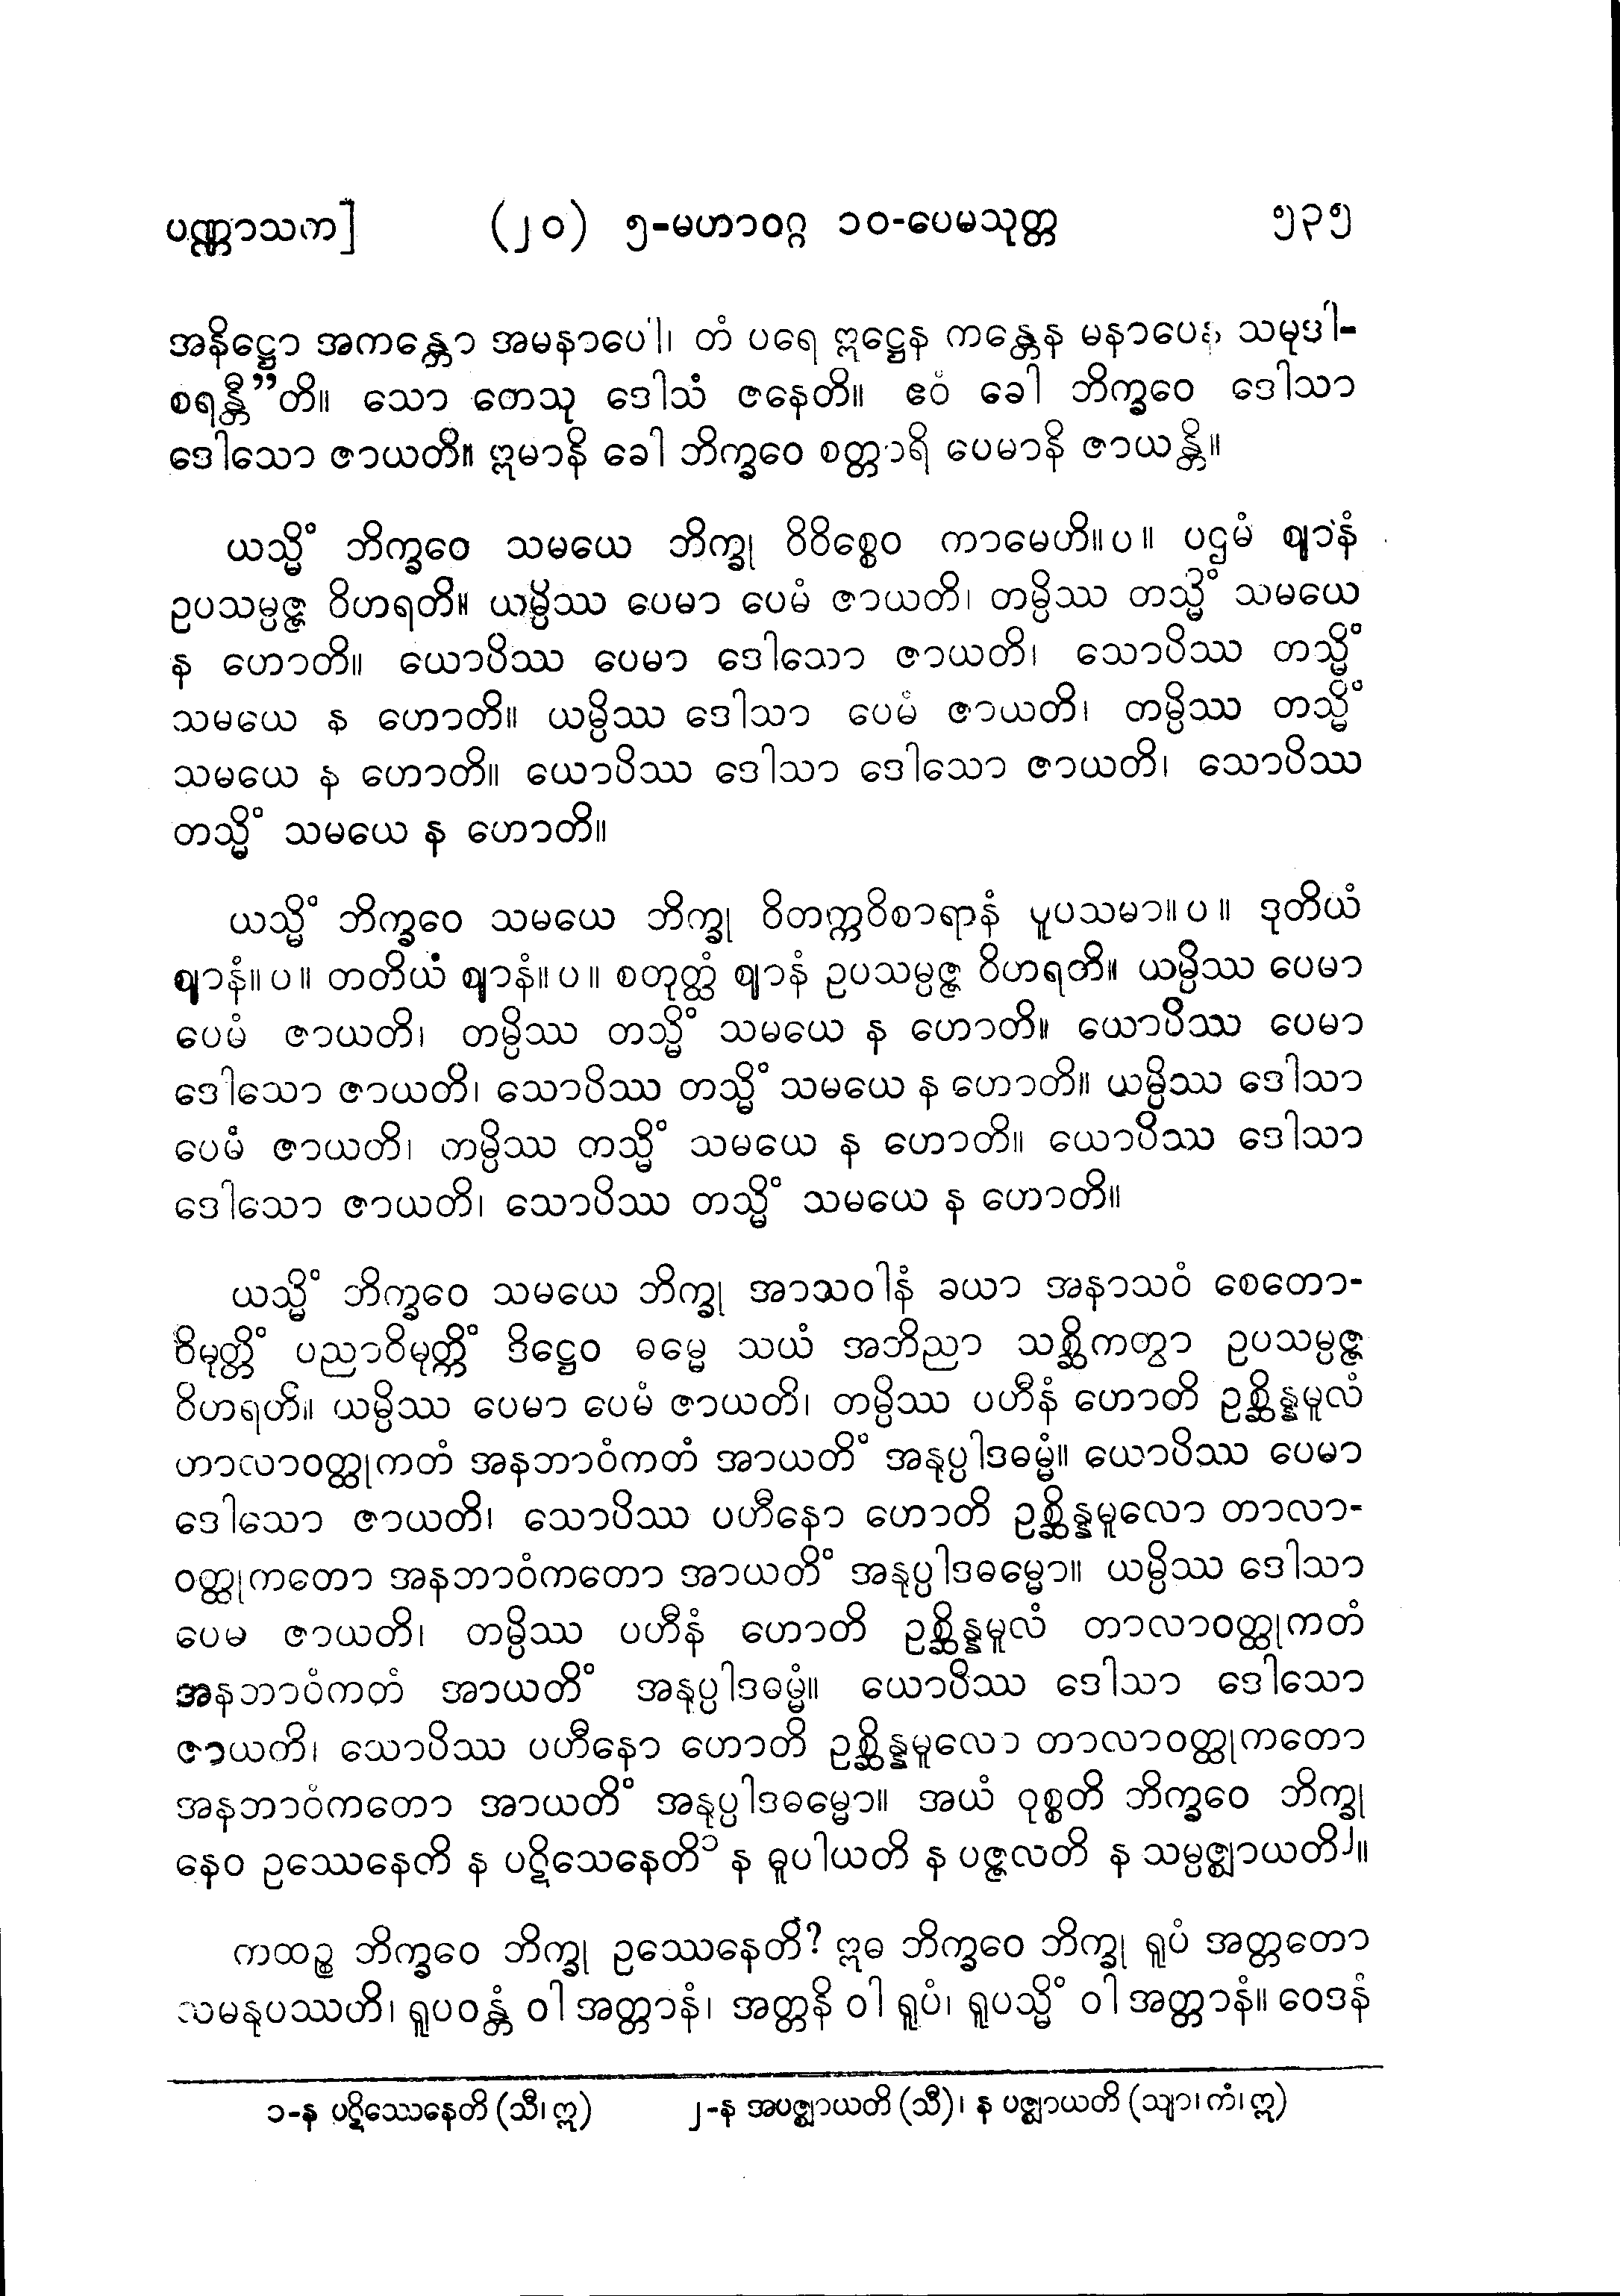 ပဏ္ဏာသက] (၂၀) ၅-မဟာဝဂ္ဂ ၁၀-ပေမသုတ္တ ၅၃၅
အနိဋ္ဌော အကန္တော အမနာပေါ၊ တံ ပရေ ဣဋ္ဌေန ကန္တေန မနာပေန သမုဒါ-
စရန္တီ”တိ။ သော တေသု ဒေါသံ ဇနေတိ။ ဧဝံ ခေါ ဘိက္ခဝေ ဒေါသာ
ဒေါသော ဇာယတိ။ ဣမာနိ ခေါ ဘိက္ခဝေ စတ္တာရိ ပေမာနိ ဇာယန္တိ။
ယသ္မိံ ဘိက္ခဝေ သမယေ ဘိက္ခု ဝိဝိစ္စေဝ ကာမေဟိ။ပ။ ပဌမံ ဈာနံ
ဥပသမ္ပဇ္ဇ ဝိဟရတိ။ ယမ္ပိဿ ပေမာ ပေမံ ဇာယတိ၊ တမ္ပိဿ တသ္မိံ သမယေ
န ဟောတိ။ ယောပိဿ ပေမာ ဒေါသော ဇာယတိ၊ သောပိဿ တသ္မိံ
သမယေ န ဟောတိ။ ယမ္ပိဿ ဒေါသာ ပေမံ ဇာယတိ၊ တမ္ပိဿ တသ္မိံ
သမယေ န ဟောတိ။ ယောပိဿ ဒေါသာ ဒေါသော ဇာယတိ၊ သောပိဿ
တသ္မိံ သမယေ န ဟောတိ။
ယသ္မိံ ဘိက္ခဝေ သမယေ ဘိက္ခု ဝိတက္ကဝိစာရာနံ ဝူပသမာ။ပ။ ဒုတိယံ
ဈာနံ။ပ။ တတိယံ ဈာနံ။ပ။ စတုတ္ထံ ဈာနံ ဥပသမ္ပဇ္ဇ ဝိဟရတိ။ ယမ္ပိဿ ပေမာ
ပေမံ ဇာယတိ၊ တမ္ပိဿ တသ္မိံ သမယေ န ဟောတိ။ ယောပိဿ ပေမာ
ဒေါသော ဇာယတိ၊ သောပိဿ တသ္မိံ သမယေ န ဟောတိ။ ယမ္ပိဿ ဒေါသာ
ပေမံ ဇာယတိ၊ တမ္ပိဿ တသ္မိံ သမယေ န ဟောတိ။ ယောပိဿ ဒေါသာ
ဒေါသော ဇာယတိ၊ သောပိဿ တသ္မိံ သမယေ န ဟောတိ။
ယသ္မိံ ဘိက္ခဝေ သမယေ ဘိက္ခု အာသဝါနံ ခယာ အနာသဝံ စေတော-
ဝိမုတ္တိံ ပညာဝိမုတ္တိံ ဒိဋ္ဌေဝ ဓမ္မေ သယံ အဘိညာ သစ္ဆိကတွာ ဥပသမ္ပဇ္ဇ
ဝိဟရတိ။ ယမ္ပိဿ ပေမာ ပေမံ ဇာယတိ၊ တမ္ပိဿ ပဟီနံ ဟောတိ ဥစ္ဆိန္နမူလံ
တာလာဝတ္ထုကတံ အနဘာဝံကတံ အာယတိံ အနုပ္ပါဒဓမ္မံ။ ယောပိဿ ပေမာ
ဒေါသော ဇာယတိ၊ သောပိဿ ပဟီနော ဟောတိ ဥစ္ဆိန္နမူလော တာလာ-
ဝတ္ထုကတော အနဘာဝံကတော အာယတိံ အနုပ္ပါဒဓမ္မော။ ယမ္ပိဿ ဒေါသာ
ပေမ ဇာယတိ၊ တမ္ပိဿ ပဟီနံ ဟောတိ ဥစ္ဆိန္နမူလံ တာလာဝတ္ထုကတံ
အနဘာဝံကတံ အာယတိံ အနုပ္ပါဒဓမ္မံ။ ယောပိဿ ဒေါသာ ဒေါသော
ဇာယတိ၊ သောပိဿ ပဟီနော ဟောတိ ဥစ္ဆိန္နမူလော တာလာဝတ္ထုကတော
အနဘာဝံကတော အာယတိံ အနုပ္ပါဒဓမ္မော။ အယံ ဝုစ္စတိ ဘိက္ခဝေ ဘိက္ခု
နေဝ ဥဿေနေတိ န ပဋိသေနေတိ၁ န ဓူပါယတိ န ပဇ္ဇလတိ န သမ္ပဇ္ဈာယတိ၂။
ကထဉ္စ ဘိက္ခဝေ ဘိက္ခု ဥဿေနေတိ? ဣဓ ဘိက္ခဝေ ဘိက္ခု ရူပံ အတ္တတော
သမနုပဿတိ၊ ရူပဝန္တံ ဝါ အတ္တာနံ၊ အတ္တနိ ဝါ ရူပံ၊ ရူပသ္မိံ ဝါ အတ္တာနံ။ ဝေဒနံ
၁-န ပဋိဿေနေတိ (သီ၊ ဣ) ၂-န အပဇ္ဈာယတိ (သီ)၊ န ပဇ္ဈာယတိ (သျာ၊ ကံ၊ ဣ)